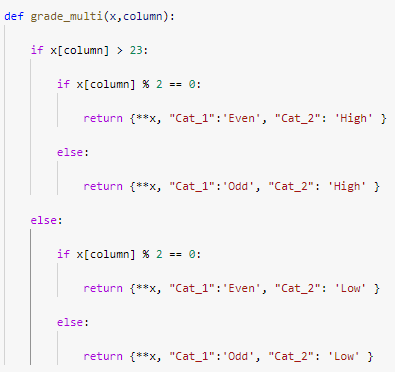 def grade_multi(x,column):
if x[column] > 23:
if x[column] % 2 == 0:
return {**x, "Cat_1":'Even', "Cat_2": 'High' }
else:
return {**x, "Cat_1":'Odd', "Cat_2": 'High' }
else:
if x[column] % 2 == 0:
return {**x, "Cat_1":'Even', "Cat_2": 'Low' }
else:
return {**x, "Cat_1":'Odd', "Cat_2": 'Low' }